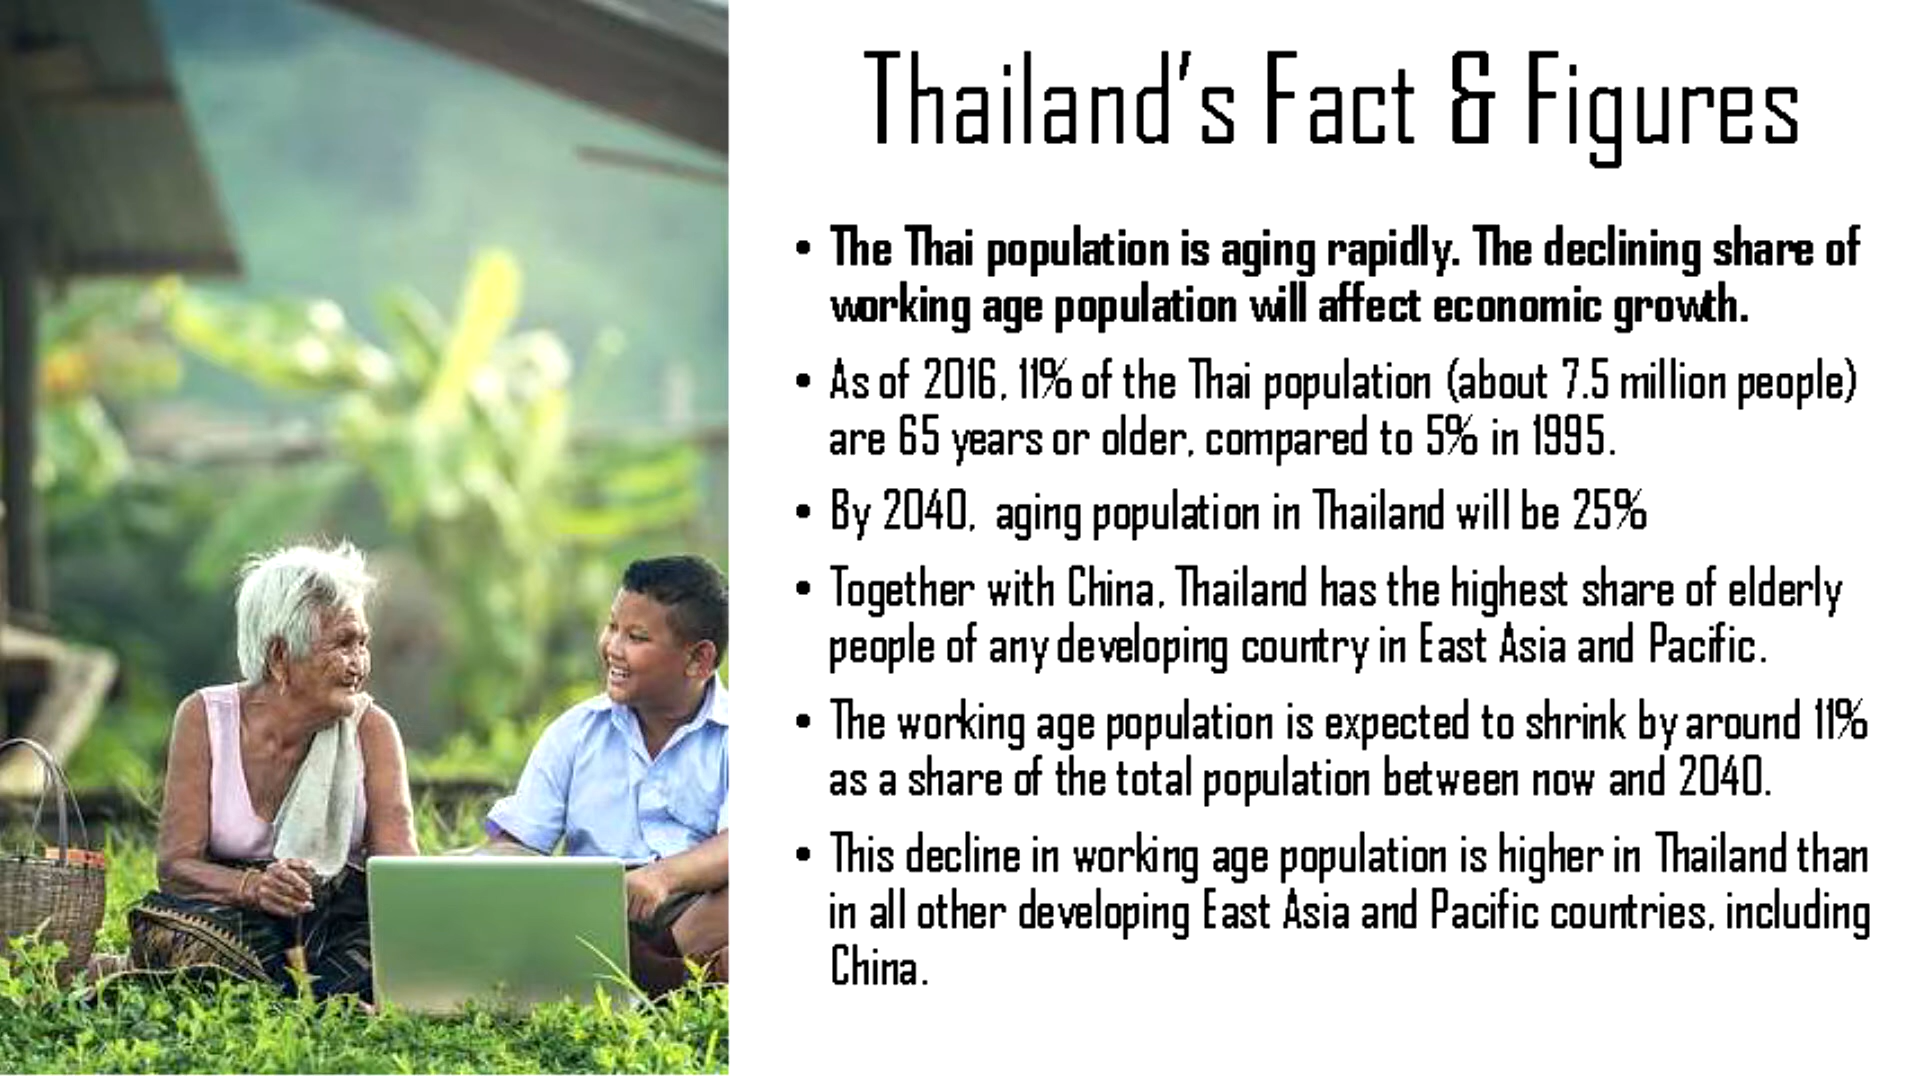 Thailand's Fact & Figures
• The Thai population is aging rapidly. The declining share of
working age population will affect economic growth.
• As of 2016, 11% of the Thai population (about 7.5 million people)
are 65 years or older, compared to 5% in 1995.
• By 2040, aging population in Thailand will be 25%
• Together with China, Thailand has the highest share of elderly
people of any developing country in East Asia and Pacific.
• The working age population is expected to shrink by around 11%
as a share of the total population between now and 2040.
• This decline in working age population is higher in Thailand than
in all other developing East Asia and Pacific countries, including
China.